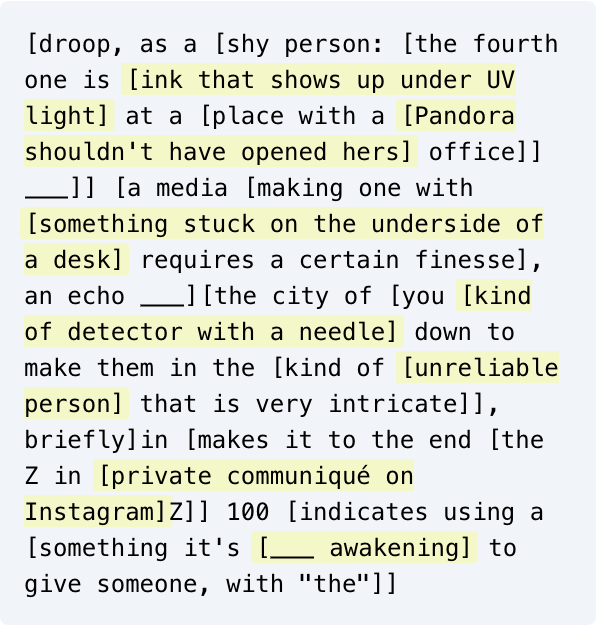 [droop, as a [shy person: [the fourth
one is [ink that shows up under UV
light] at a [place with a [Pandora
shouldn't have opened hers] office]]
___]] [a media [making one with
[something stuck on the underside of
a desk] requires a certain finesse],
an echo ___][the city of [you [kind
of detector with a needle] down to
make them in the [kind of [unreliable
person] that is very intricate]],
briefly]in [makes it to the end [the
Z in [private communiqué on
Instagram]Z]] 100 [indicates using a
[something it's [___ awakening] to
give someone, with "the"]]